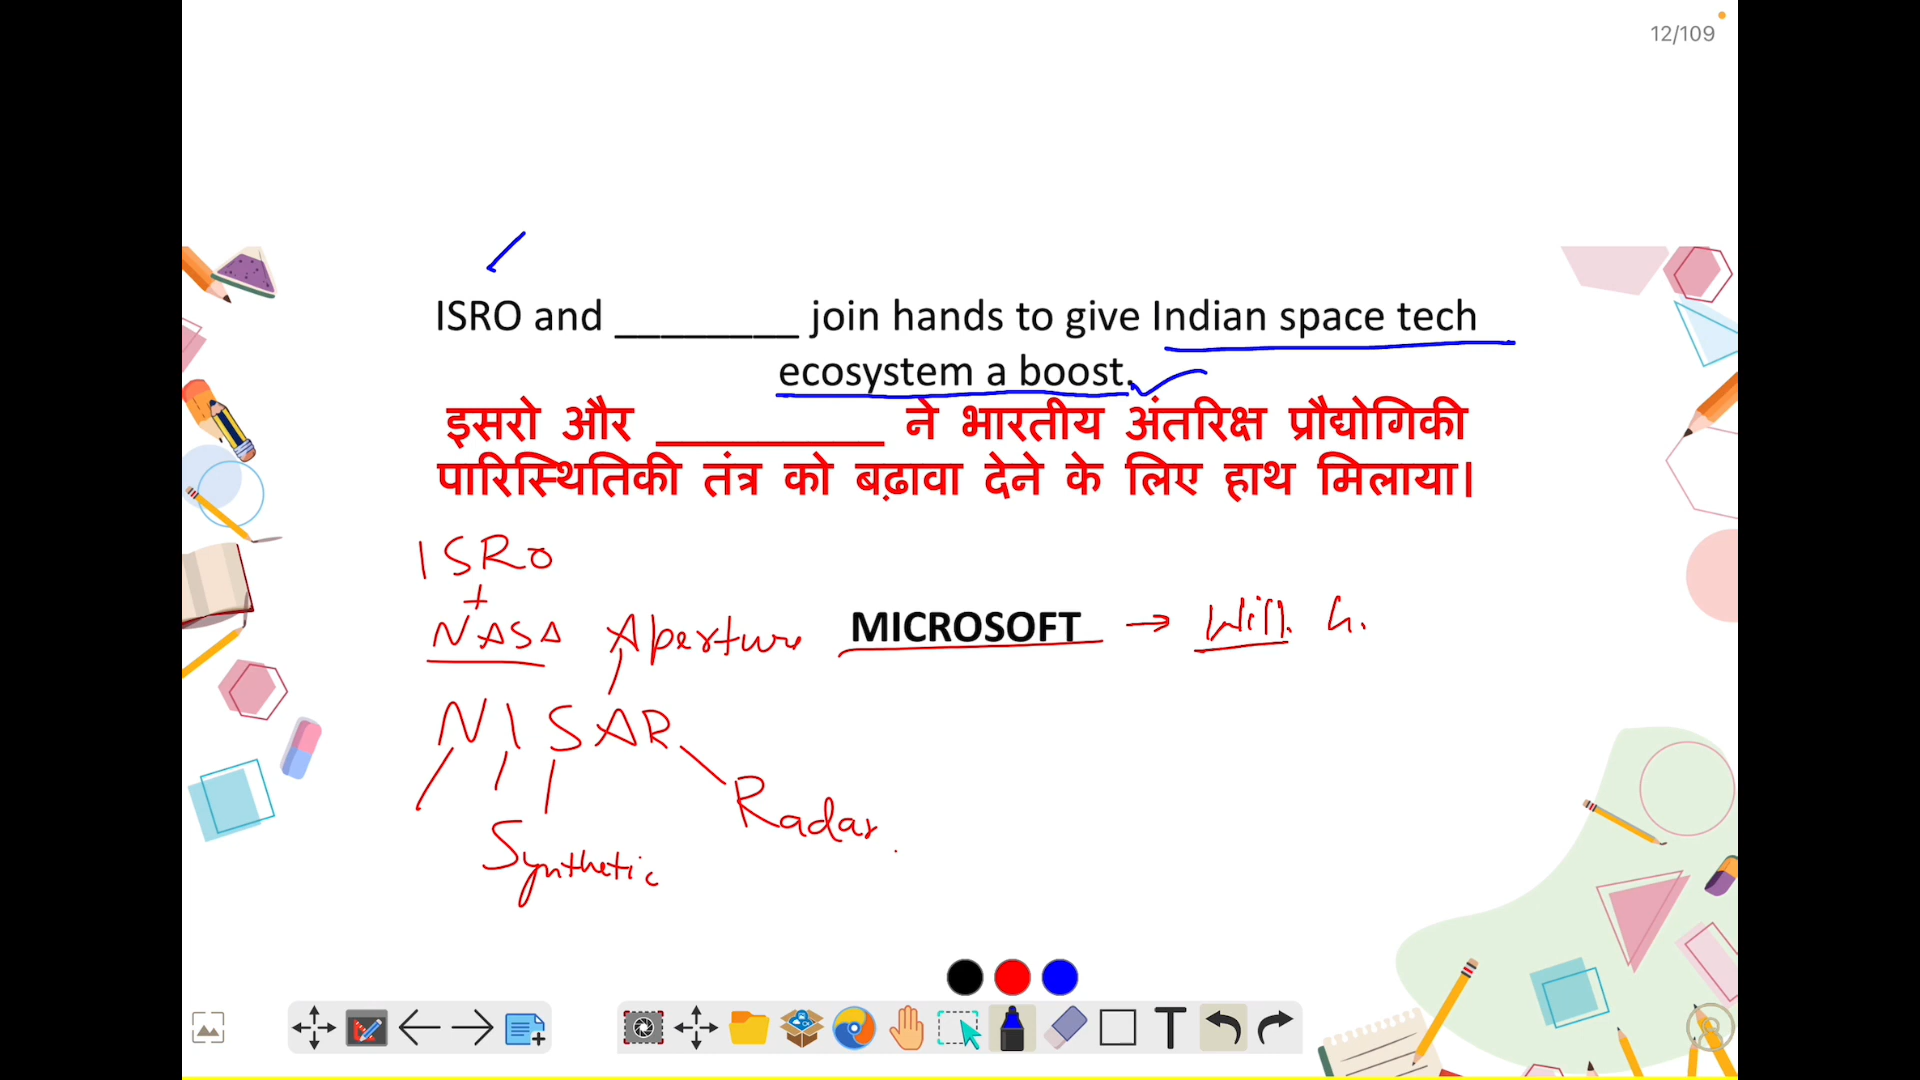 12/109
ISRO and ________ join hands to give Indian space tech
ecosystem a boost.
इसरो और __________ ने भारतीय अंतरिक्ष प्रौद्योगिकी
पारिस्थितिकी तंत्र को बढ़ावा देने के लिए हाथ मिलाया।
ISRO
+
NASA Aperture MICROSOFT → Will. G.
NISAR
Radar
Synthetic
T